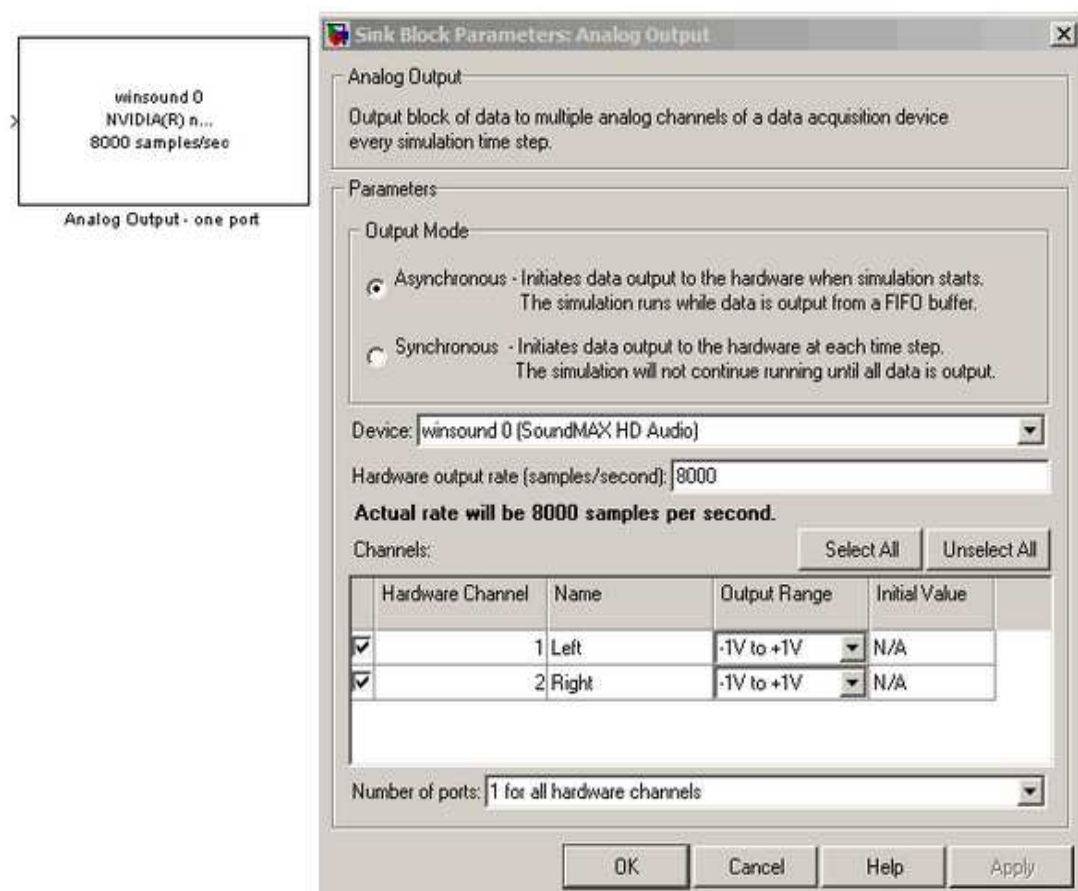 winsound 0
NVIDIA(R) n...
8000 samples/sec
Analog Output - one port
Sink Block Parameters: Analog Output
Analog Output
Output block of data to multiple analog channels of a data acquisition device
every simulation time step.
Parameters
Output Mode
Asynchronous - Initiates data output to the hardware when simulation starts.
The simulation runs while data is output from a FIFO buffer.
Synchronous - Initiates data output to the hardware at each time step.
The simulation will not continue running until all data is output.
Device: winsound 0 (SoundMAX HD Audio)
Hardware output rate (samples/second): 8000
Actual rate will be 8000 samples per second.
Channels: Select All Unselect All
Hardware Channel Name Output Range Initial Value
1 Left -1V to +1V N/A
2 Right -1V to +1V N/A
Number of ports: 1 for all hardware channels
OK Cancel Help Apply